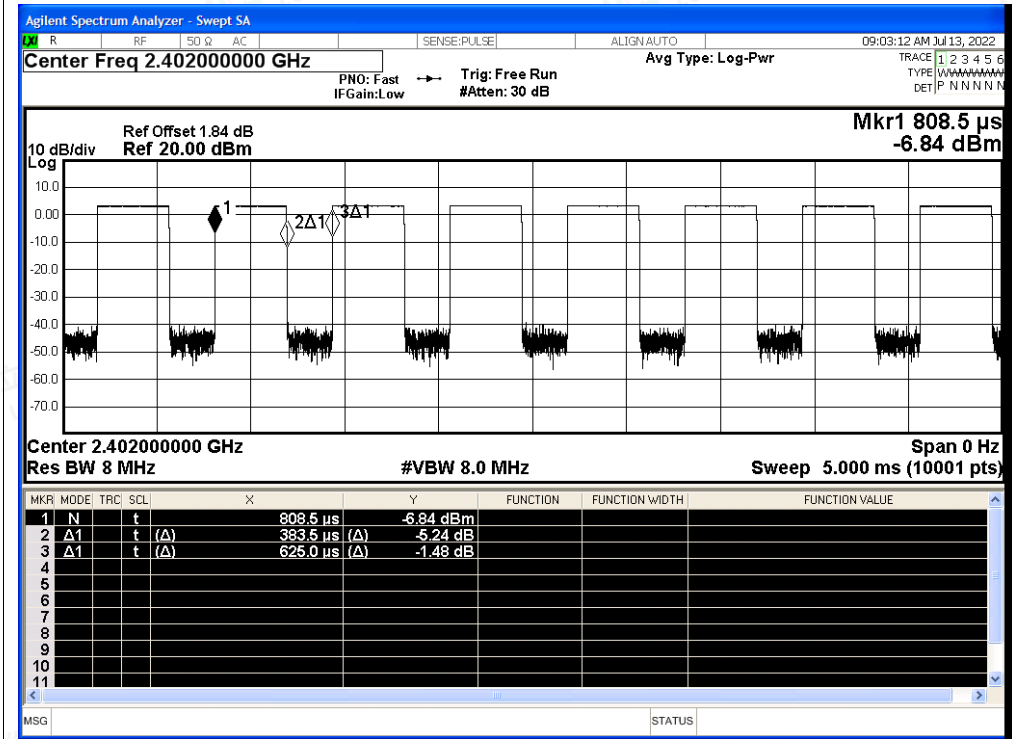 Agilent Spectrum Analyzer - Swept SA
LXI R RF 50 Ω AC SENSE:PULSE ALIGN AUTO 09:03:12 AM Jul 13, 2022
Center Freq 2.402000000 GHz
PNO: Fast
IFGain:Low
Trig: Free Run
#Atten: 30 dB
Avg Type: Log-Pwr
TRACE 1 2 3 4 5 6
TYPE
DET P N N N N N
Mkr1 808.5 µs
-6.84 dBm
Ref Offset 1.84 dB
10 dB/div Ref 20.00 dBm
Log
10.0
0.00
-10.0
-20.0
-30.0
-40.0
-50.0
-60.0
-70.0
1
2Δ1
3Δ1
Center 2.402000000 GHz Span 0 Hz
Res BW 8 MHz #VBW 8.0 MHz Sweep 5.000 ms (10001 pts)
MKR MODE TRC SCL X Y FUNCTION FUNCTION WIDTH FUNCTION VALUE
1 N t 808.5 µs -6.84 dBm
2 Δ1 t (Δ) 383.5 µs (Δ) -5.24 dB
3 Δ1 t (Δ) 625.0 µs (Δ) -1.48 dB
4
5
6
7
8
9
10
11
MSG STATUS